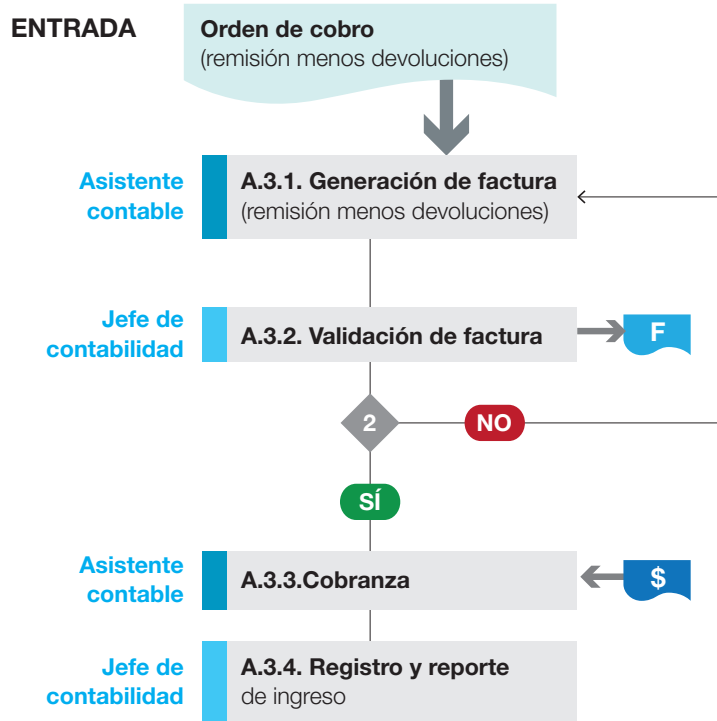 ENTRADA
Orden de cobro
(remisión menos devoluciones)
Asistente
contable
A.3.1. Generación de factura
(remisión menos devoluciones)
Jefe de
contabilidad
A.3.2. Validación de factura
F
2
NO
SÍ
Asistente
contable
A.3.3.Cobranza
$
Jefe de
contabilidad
A.3.4. Registro y reporte
de ingreso